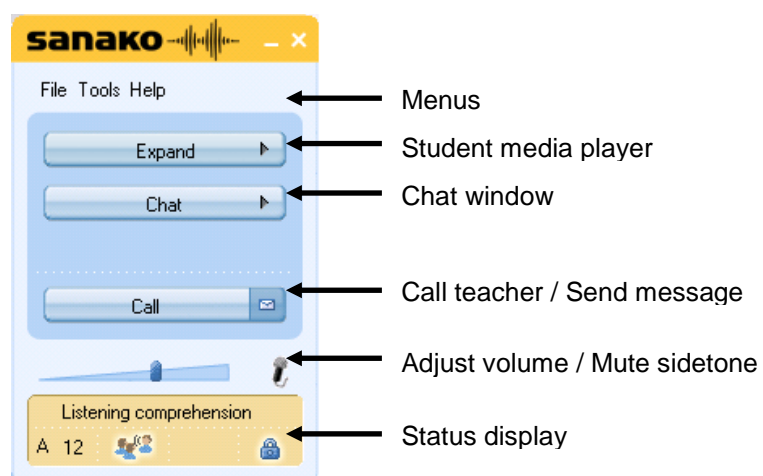 sanako
File Tools Help
Menus
Expand
Student media player
Chat
Chat window
Call
Call teacher / Send message
Adjust volume / Mute sidetone
Listening comprehension
A 12
Status display